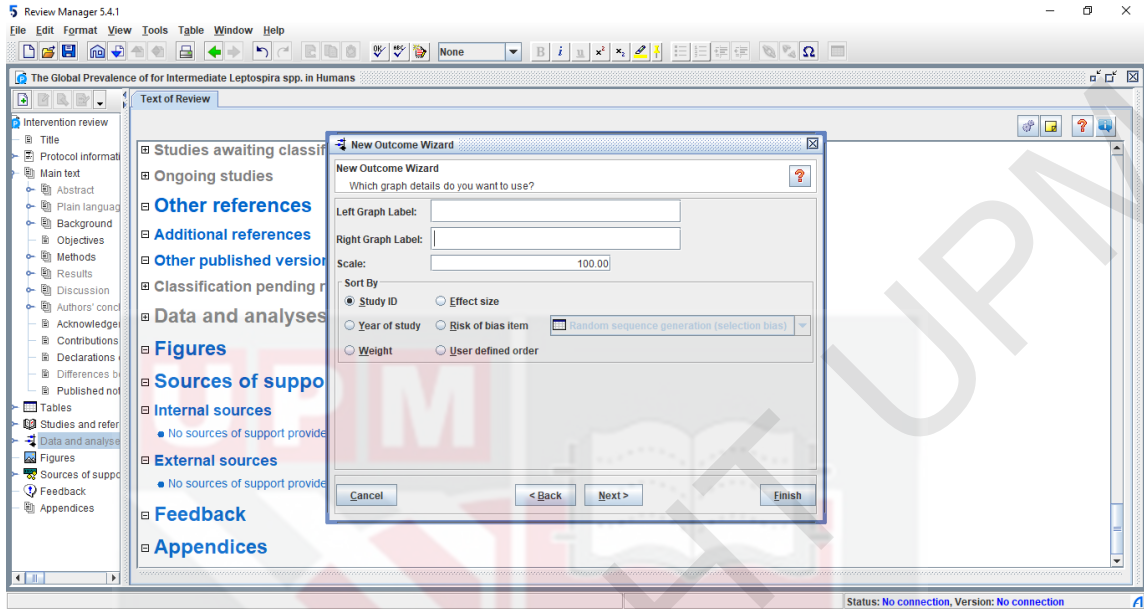 5 Review Manager 5.4.1
File Edit Format View Tools Table Window Help
None
The Global Prevalence of for Intermediate Leptospira spp. in Humans
Text of Review
Intervention review
Title
Protocol informati
Main text
Abstract
Plain languag
Background
Objectives
Methods
Results
Discussion
Authors' concl
Acknowledge
Contributions
Declarations
Differences b
Published not
Tables
Studies and refer
Data and analyse
Figures
Sources of suppo
Feedback
Appendices
Studies awaiting classif
Ongoing studies
Other references
Additional references
Other published version
Classification pending r
Data and analyses
Figures
Sources of suppo
Internal sources
No sources of support provide
External sources
No sources of support provide
Feedback
Appendices
New Outcome Wizard
New Outcome Wizard
Which graph details do you want to use?
Left Graph Label:
Right Graph Label:
Scale: 100.00
Sort By
Study ID Effect size
Year of study Risk of bias item Random sequence generation (selection bias)
Weight User defined order
Cancel < Back Next > Finish
Status: No connection, Version: No connection
UPM
HT UPM